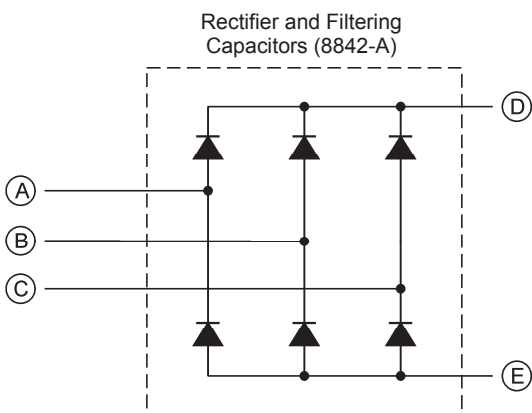 Rectifier and Filtering
Capacitors (8842-A)
D
A
B
C
E